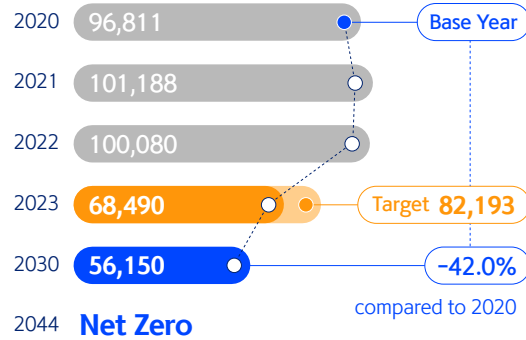 2020 96,811 Base Year
2021 101,188
2022 100,080
2023 68,490 Target 82,193
2030 56,150 -42.0%
compared to 2020
2044 Net Zero